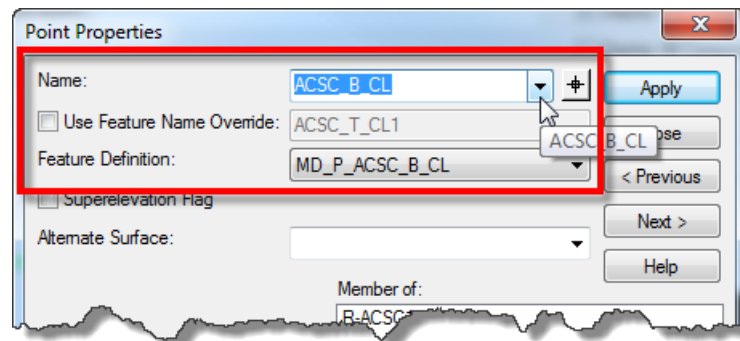 Point Properties
Name: ACSC_B_CL
Apply
Use Feature Name Override: ACSC_T_CL1
ACSC_B_CL
Feature Definition: MD_P_ACSC_B_CL
< Previous
Superelevation Flag
Next >
Alternate Surface:
Help
Member of: